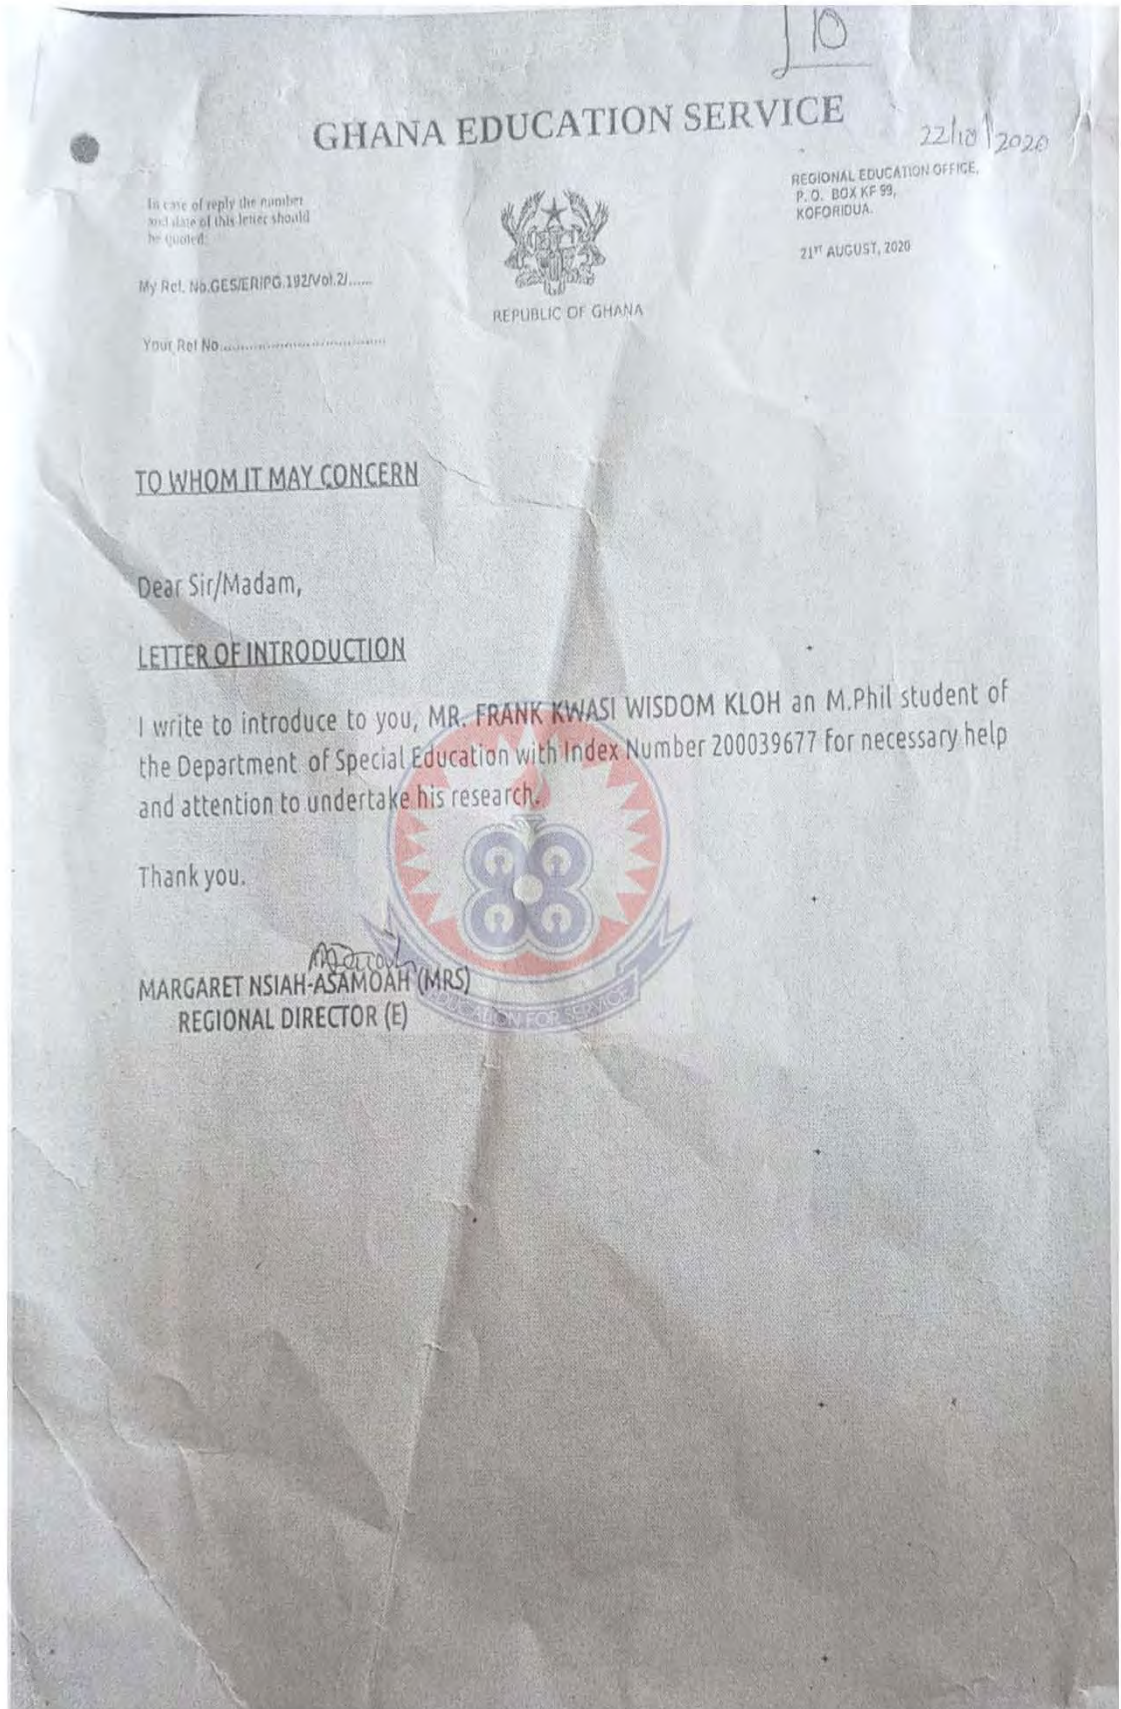 10
GHANA EDUCATION SERVICE
22/10/2020
In case of reply the number
and date of this letter should
be quoted:
My Ref. No.GES/ER/PG.192/Vol.2/......
Your Ref No....................................
REPUBLIC OF GHANA
REGIONAL EDUCATION OFFICE,
P. O. BOX KF 99,
KOFORIDUA.
21ST AUGUST, 2020
TO WHOM IT MAY CONCERN
Dear Sir/Madam,
LETTER OF INTRODUCTION
I write to introduce to you, MR. FRANK KWASI WISDOM KLOH an M.Phil student of
the Department of Special Education with Index Number 200039677 for necessary help
and attention to undertake his research.
Thank you.
MARGARET NSIAH-ASAMOAH (MRS)
REGIONAL DIRECTOR (E)
EDUCATION FOR SERVICE